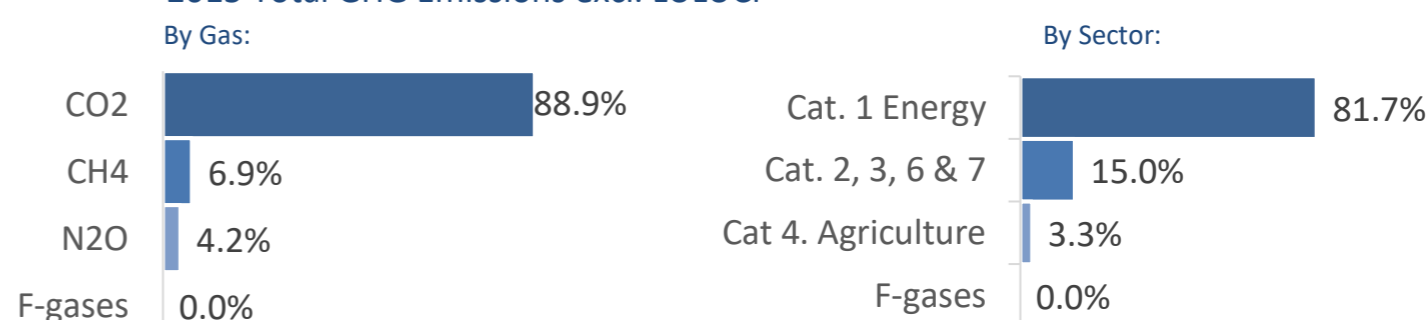 By Gas:
CO2 88.9%
CH4 6.9%
N2O 4.2%
F-gases 0.0%
By Sector:
Cat. 1 Energy 81.7%
Cat. 2, 3, 6 & 7 15.0%
Cat 4. Agriculture 3.3%
F-gases 0.0%